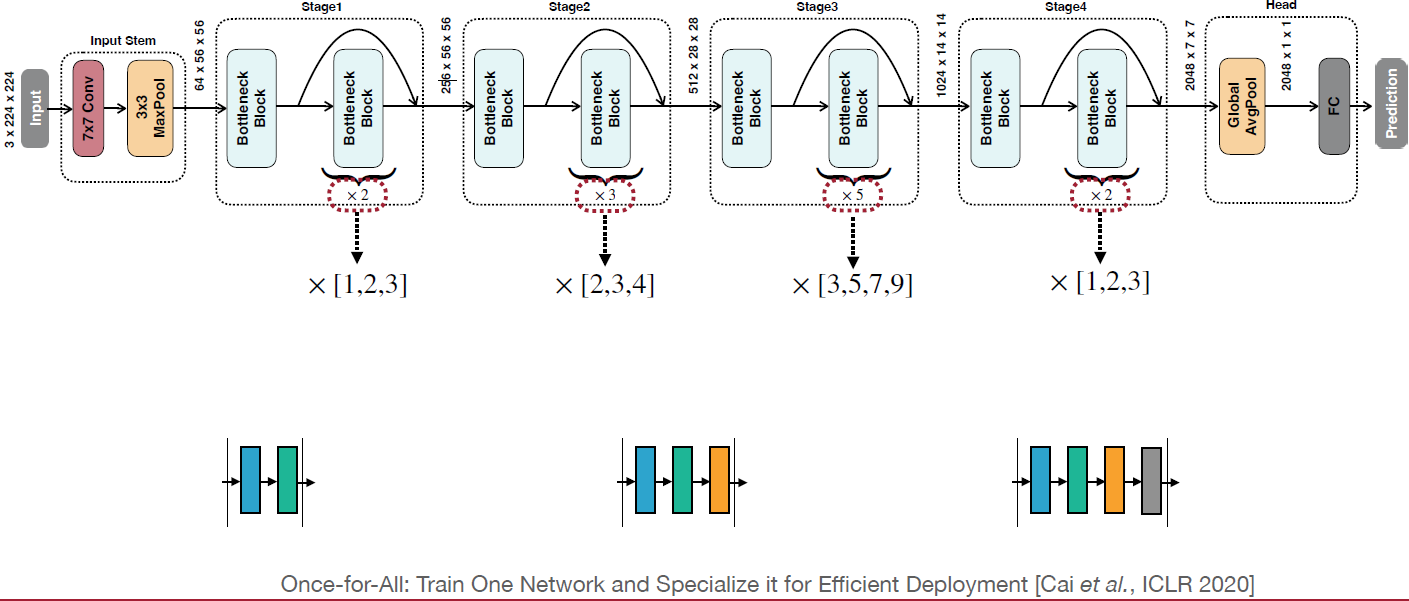 Stage1
Stage2
Stage3
Stage4
Head
Input Stem
3 x 224 x 224
Input
7x7 Conv
3x3
MaxPool
64 x 56 x 56
Bottleneck
Block
Bottleneck
Block
× 2
256 x 56 x 56
Bottleneck
Block
Bottleneck
Block
× 3
512 x 28 x 28
Bottleneck
Block
Bottleneck
Block
× 5
1024 x 14 x 14
Bottleneck
Block
Bottleneck
Block
× 2
2048 x 7 x 7
Global
AvgPool
2048 x 1 x 1
FC
Prediction
× [1,2,3]
× [2,3,4]
× [3,5,7,9]
× [1,2,3]
Once-for-All: Train One Network and Specialize it for Efficient Deployment [Cai et al., ICLR 2020]